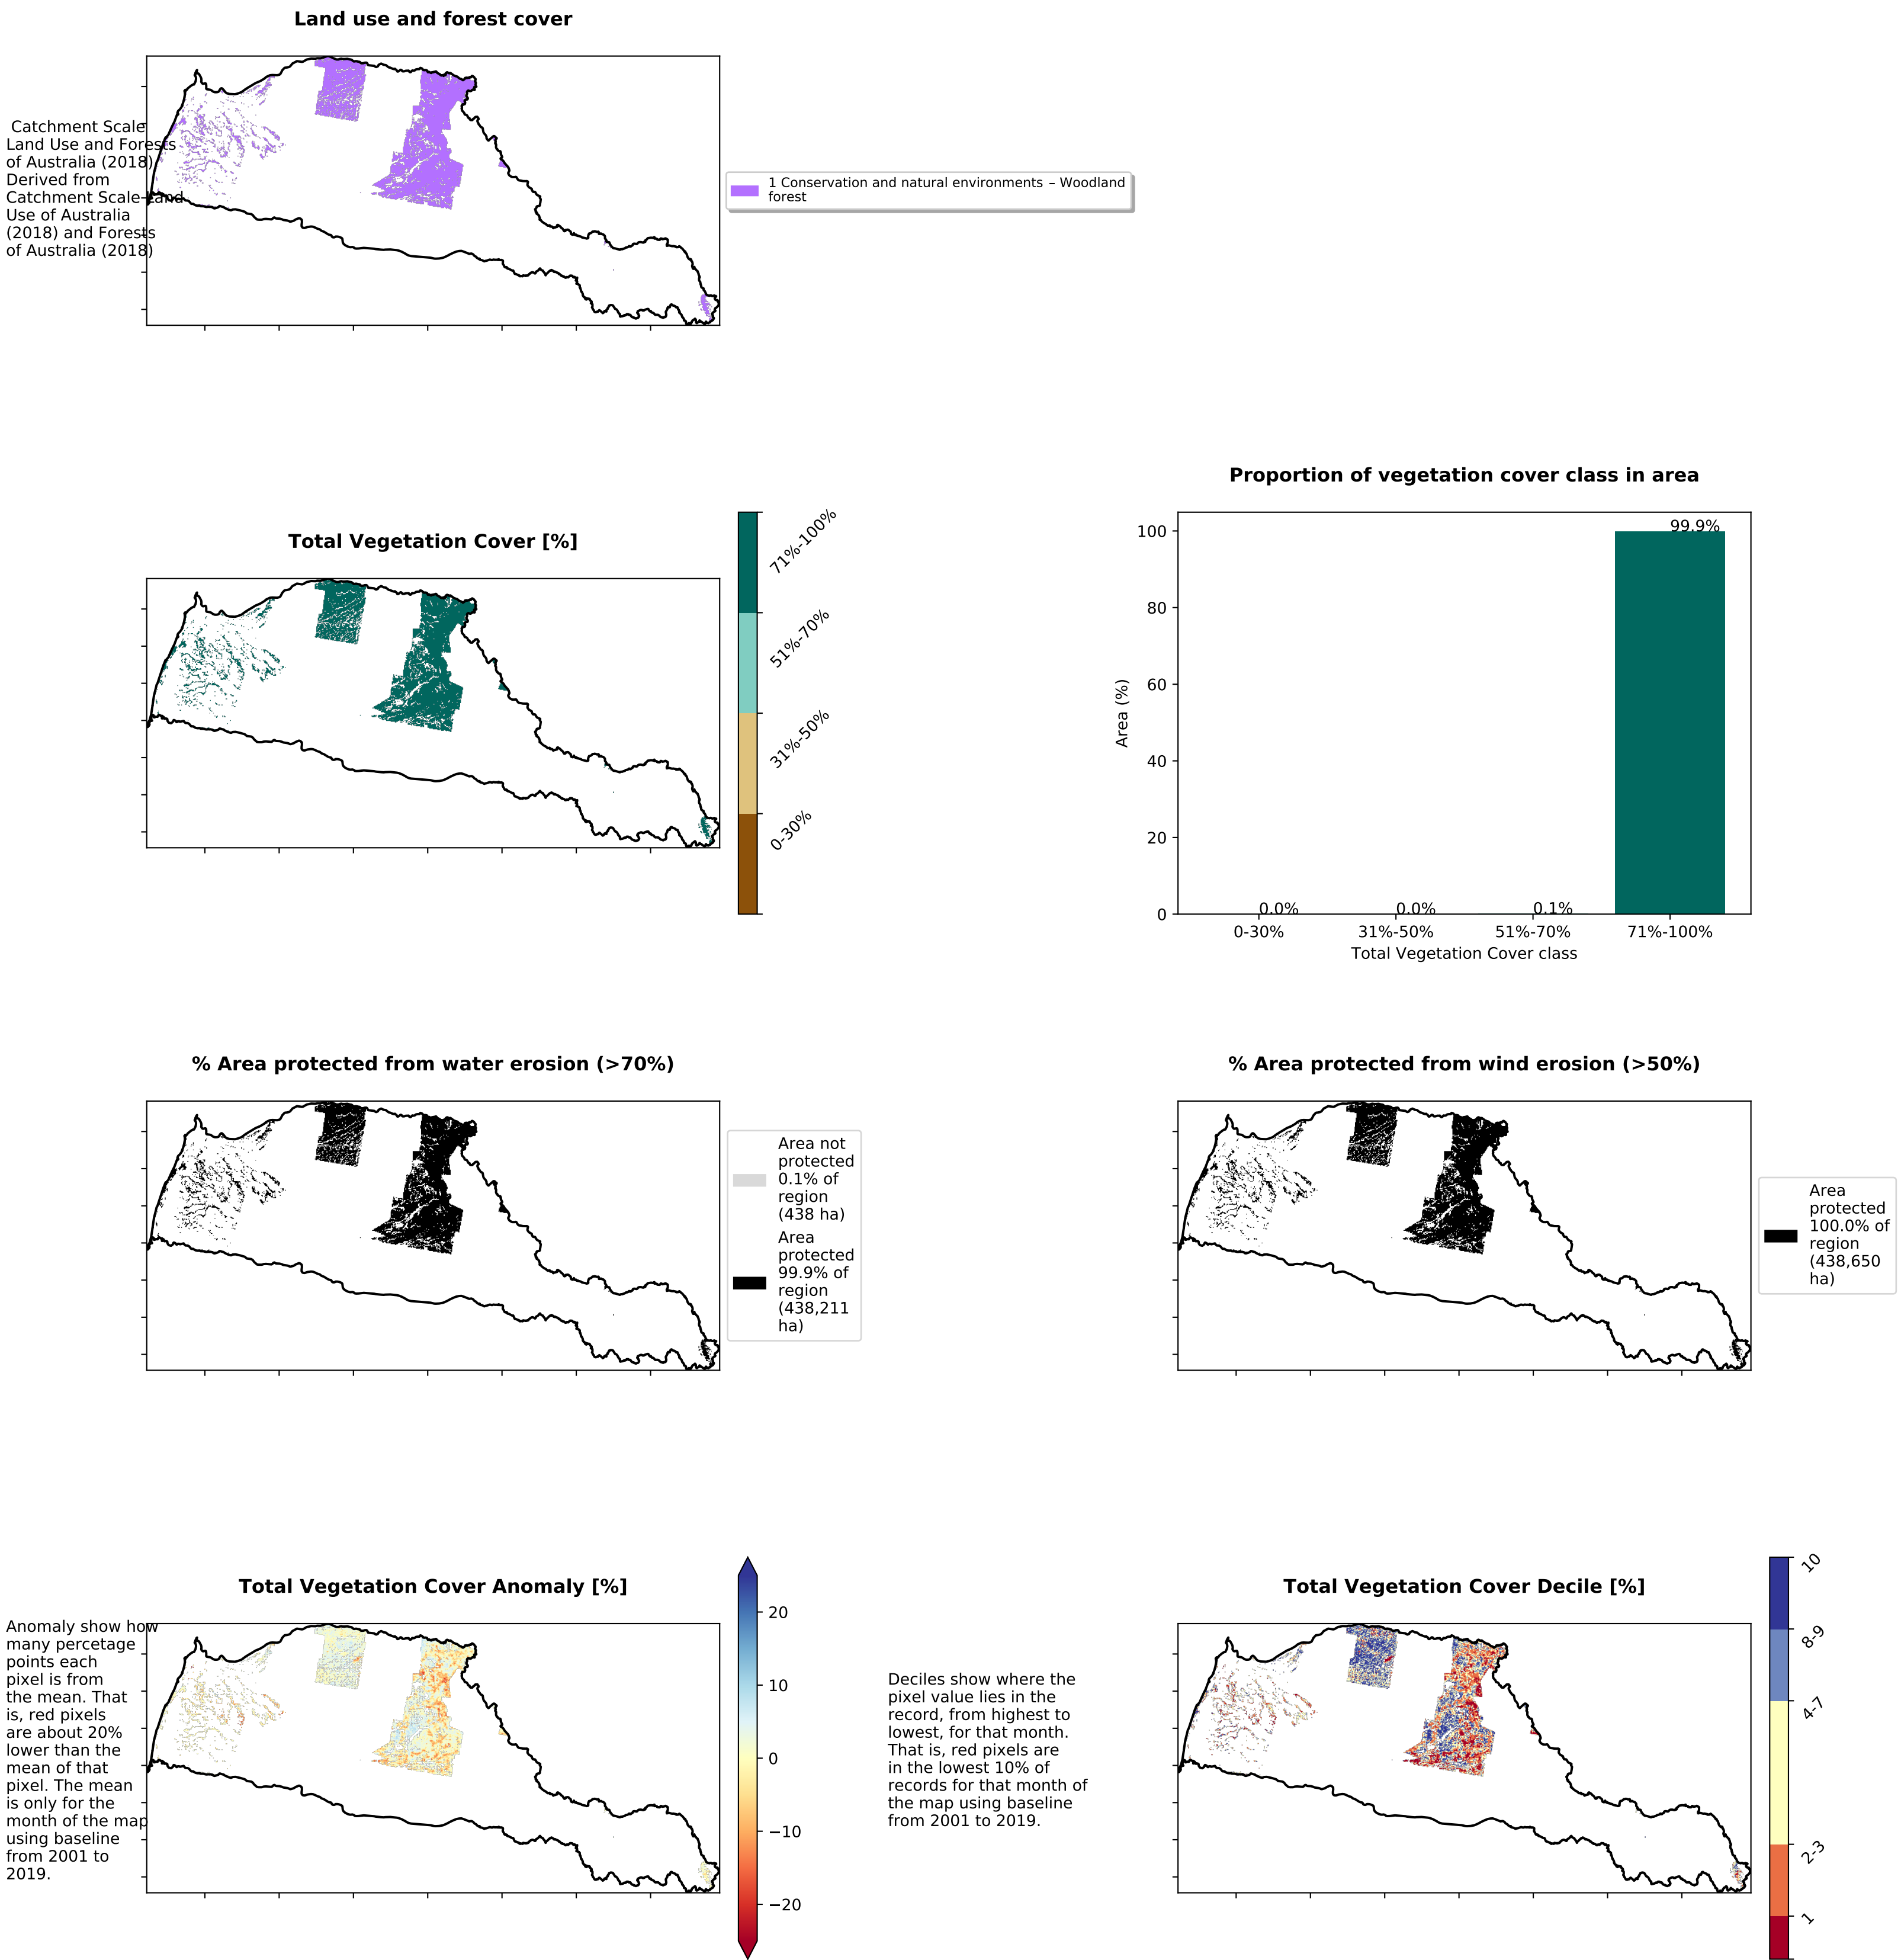 Land use and forest cover
Catchment Scale
Land Use and Forests
of Australia (2018)
Derived from
Catchment Scale Land
Use of Australia
(2018) and Forests
of Australia (2018)
1 Conservation and natural environments – Woodland
forest
Total Vegetation Cover [%]
71%-100%
51%-70%
31%-50%
0-30%
Proportion of vegetation cover class in area
Area (%)
100
80
60
40
20
0
0.0%
0.0%
0.1%
99.9%
0-30%
31%-50%
51%-70%
71%-100%
Total Vegetation Cover class
% Area protected from water erosion (>70%)
Area not
protected
0.1% of
region
(438 ha)
Area
protected
99.9% of
region
(438,211
ha)
% Area protected from wind erosion (>50%)
Area
protected
100.0% of
region
(438,650
ha)
Total Vegetation Cover Anomaly [%]
Anomaly show how
many percetage
points each
pixel is from
the mean. That
is, red pixels
are about 20%
lower than the
mean of that
pixel. The mean
is only for the
month of the map
using baseline
from 2001 to
2019.
20
10
0
−10
−20
Deciles show where the
pixel value lies in the
record, from highest to
lowest, for that month.
That is, red pixels are
in the lowest 10% of
records for that month of
the map using baseline
from 2001 to 2019.
Total Vegetation Cover Decile [%]
10
8-9
4-7
2-3
1